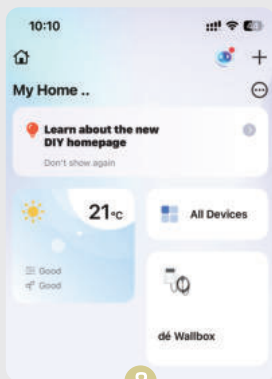 10:10
44
My Home ..
Learn about the new
DIY homepage
Don't show again
21°C
All Devices
Good
Good
dé Wallbox